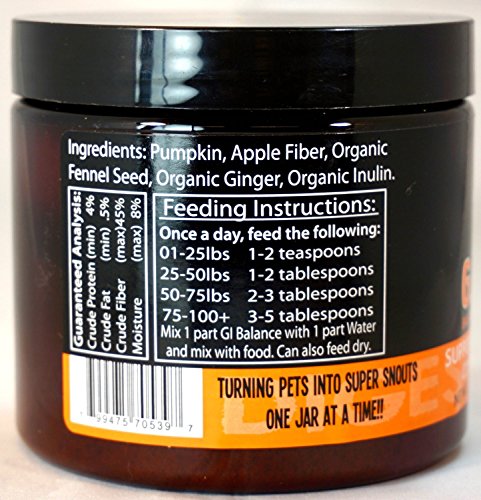 Ingredients: Pumpkin, Apple Fiber, Organic
Fennel Seed, Organic Ginger, Organic Inulin.
Guaranteed Analysis:
Crude Protein (min) 4%
Crude Fat (min) .5%
Crude Fiber (max) 45%
Moisture (max) 8%
Feeding Instructions:
Once a day, feed the following:
01-25lbs 1-2 teaspoons
25-50lbs 1-2 tablespoons
50-75lbs 2-3 tablespoons
75-100+ 3-5 tablespoons
Mix 1 part GI Balance with 1 part Water
and mix with food. Can also feed dry.
TURNING PETS INTO SUPER SNOUTS
ONE JAR AT A TIME!!
1 99475 70539 7